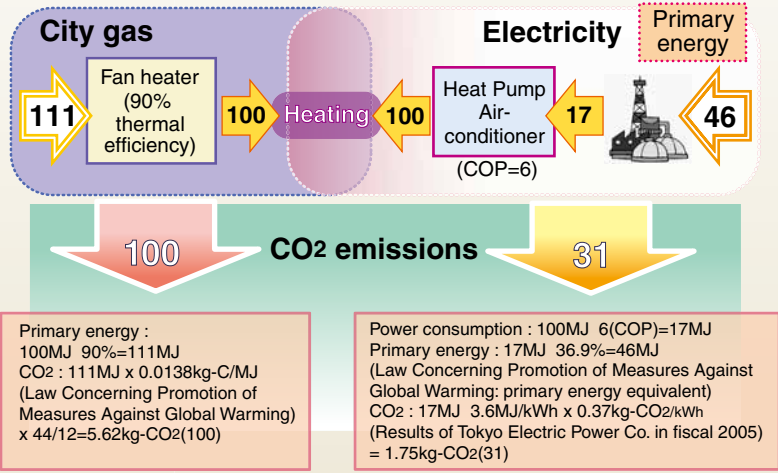 City gas
Electricity
Primary
energy
111
Fan heater
(90%
thermal
efficiency)
100
Heating
100
Heat Pump
Air-
conditioner
(COP=6)
17
46
100
CO2 emissions
31
Primary energy :
100MJ 90%=111MJ
CO2 : 111MJ x 0.0138kg-C/MJ
(Law Concerning Promotion of
Measures Against Global Warming)
x 44/12=5.62kg-CO2(100)
Power consumption : 100MJ 6(COP)=17MJ
Primary energy : 17MJ 36.9%=46MJ
(Law Concerning Promotion of Measures Against
Global Warming: primary energy equivalent)
CO2 : 17MJ 3.6MJ/kWh x 0.37kg-CO2/kWh
(Results of Tokyo Electric Power Co. in fiscal 2005)
= 1.75kg-CO2(31)